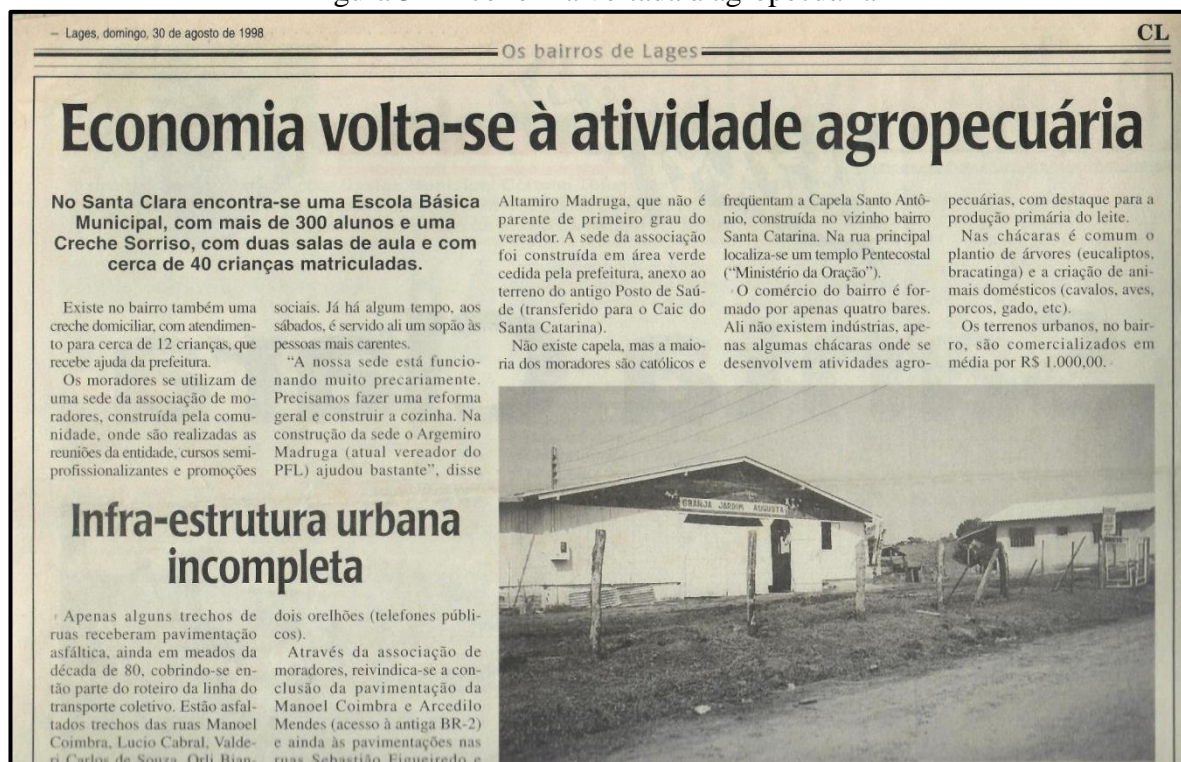 — Lages, domingo, 30 de agosto de 1998
CL
Os bairros de Lages
Economia volta-se à atividade agropecuária
No Santa Clara encontra-se uma Escola Básica
Municipal, com mais de 300 alunos e uma
Creche Sorriso, com duas salas de aula e com
cerca de 40 crianças matriculadas.
Existe no bairro também uma
creche domiciliar, com atendimen-
to para cerca de 12 crianças, que
recebe ajuda da prefeitura.
Os moradores se utilizam de
uma sede da associação de mo-
radores, construída pela comu-
nidade, onde são realizadas as
reuniões da entidade, cursos semi-
profissionalizantes e promoções
sociais. Já há algum tempo, aos
sábados, é servido ali um sopão às
pessoas mais carentes.
“A nossa sede está funcio-
nando muito precariamente.
Precisamos fazer uma reforma
geral e construir a cozinha. Na
construção da sede o Argemiro
Madruga (atual vereador do
PFL) ajudou bastante”, disse
Altamiro Madruga, que não é
parente de primeiro grau do
vereador. A sede da associação
foi construída em área verde
cedida pela prefeitura, anexo ao
terreno do antigo Posto de Saú-
de (transferido para o Caic do
Santa Catarina).
Não existe capela, mas a maio-
ria dos moradores são católicos e
freqüentam a Capela Santo Antô-
nio, construída no vizinho bairro
Santa Catarina. Na rua principal
localiza-se um templo Pentecostal
(“Ministério da Oração”).
O comércio do bairro é for-
mado por apenas quatro bares.
Ali não existem indústrias, ape-
nas algumas chácaras onde se
desenvolvem atividades agro-
pecuárias, com destaque para a
produção primária do leite.
Nas chácaras é comum o
plantio de árvores (eucaliptos,
bracatinga) e a criação de ani-
mais domésticos (cavalos, aves,
porcos, gado, etc).
Os terrenos urbanos, no bair-
ro, são comercializados em
média por R$ 1.000,00.
GRANJA JARDIM AUGUSTA
Infra-estrutura urbana
incompleta
Apenas alguns trechos de
ruas receberam pavimentação
asfáltica, ainda em meados da
década de 80, cobrindo-se en-
tão parte do roteiro da linha do
transporte coletivo. Estão asfal-
tados trechos das ruas Manoel
Coimbra, Lucio Cabral, Valde-
ri Carlos de Souza, Orli Bian-
dois orelhões (telefones públi-
cos).
Através da associação de
moradores, reivindica-se a con-
clusão da pavimentação da
Manoel Coimbra e Arcedilo
Mendes (acesso à antiga BR-2)
e ainda às pavimentações nas
ruas Sebastião Figueiredo e